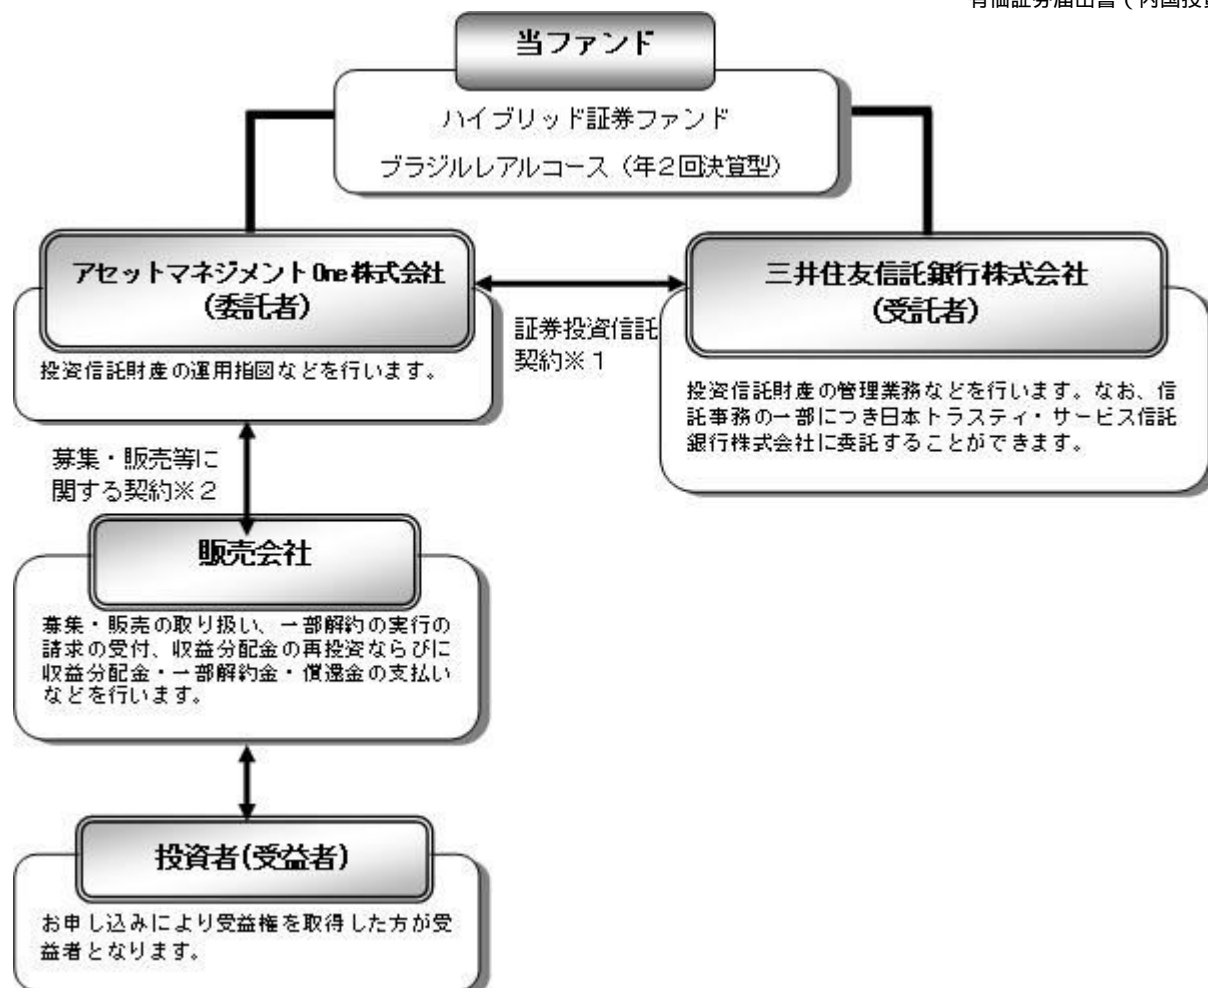 有価証券届出書（内国投資
当ファンド
ハイブリッド証券ファンド
ブラジルレアルコース（年２回決算型）
アセットマネジメントOne株式会社
（委託者）
投資信託財産の運用指図などを行います。
証券投資信託
契約※１
三井住友信託銀行株式会社
（受託者）
投資信託財産の管理業務などを行います。なお、信
託事務の一部につき日本トラスティ・サービス信託
銀行株式会社に委託することができます。
募集・販売等に
関する契約※２
販売会社
募集・販売の取り扱い、一部解約の実行の
請求の受付、収益分配金の再投資ならびに
収益分配金・一部解約金・償還金の支払い
などを行います。
投資者（受益者）
お申し込みにより受益権を取得した方が受
益者となります。